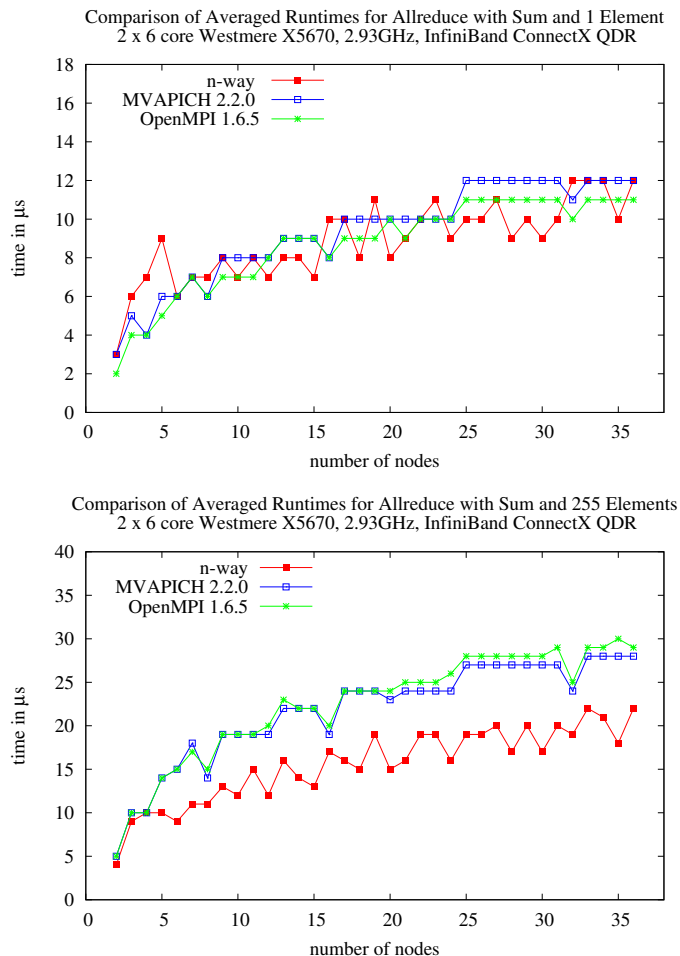 Comparison of Averaged Runtimes for Allreduce with Sum and 1 Element
2 x 6 core Westmere X5670, 2.93GHz, InfiniBand ConnectX QDR
18
16
14
12
10
8
6
4
2
0
time in µs
n-way
MVAPICH 2.2.0
OpenMPI 1.6.5
0 5 10 15 20 25 30 35
number of nodes
Comparison of Averaged Runtimes for Allreduce with Sum and 255 Elements
2 x 6 core Westmere X5670, 2.93GHz, InfiniBand ConnectX QDR
40
35
30
25
20
15
10
5
0
time in µs
n-way
MVAPICH 2.2.0
OpenMPI 1.6.5
0 5 10 15 20 25 30 35
number of nodes